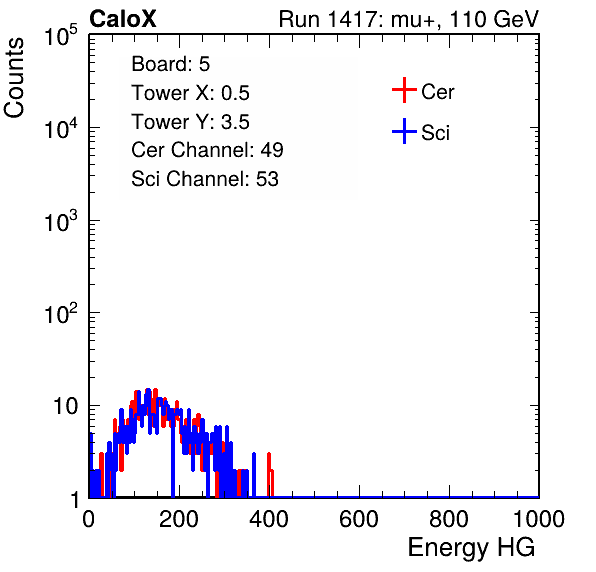 CaloX Run 1417: mu+, 110 GeV
Counts
Board: 5
Tower X: 0.5
Tower Y: 3.5
Cer Channel: 49
Sci Channel: 53
Cer
Sci
10^5
10^4
10^3
10^2
10
1
0 200 400 600 800 1000
Energy HG